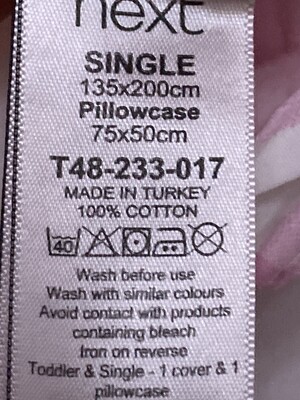 next
SINGLE
135x200cm
Pillowcase
75x50cm
T48-233-017
MADE IN TURKEY
100% COTTON
40
Wash before use
Wash with similar colours
Avoid contact with products
containing bleach
Iron on reverse
Toddler & Single - 1 cover & 1
pillowcase